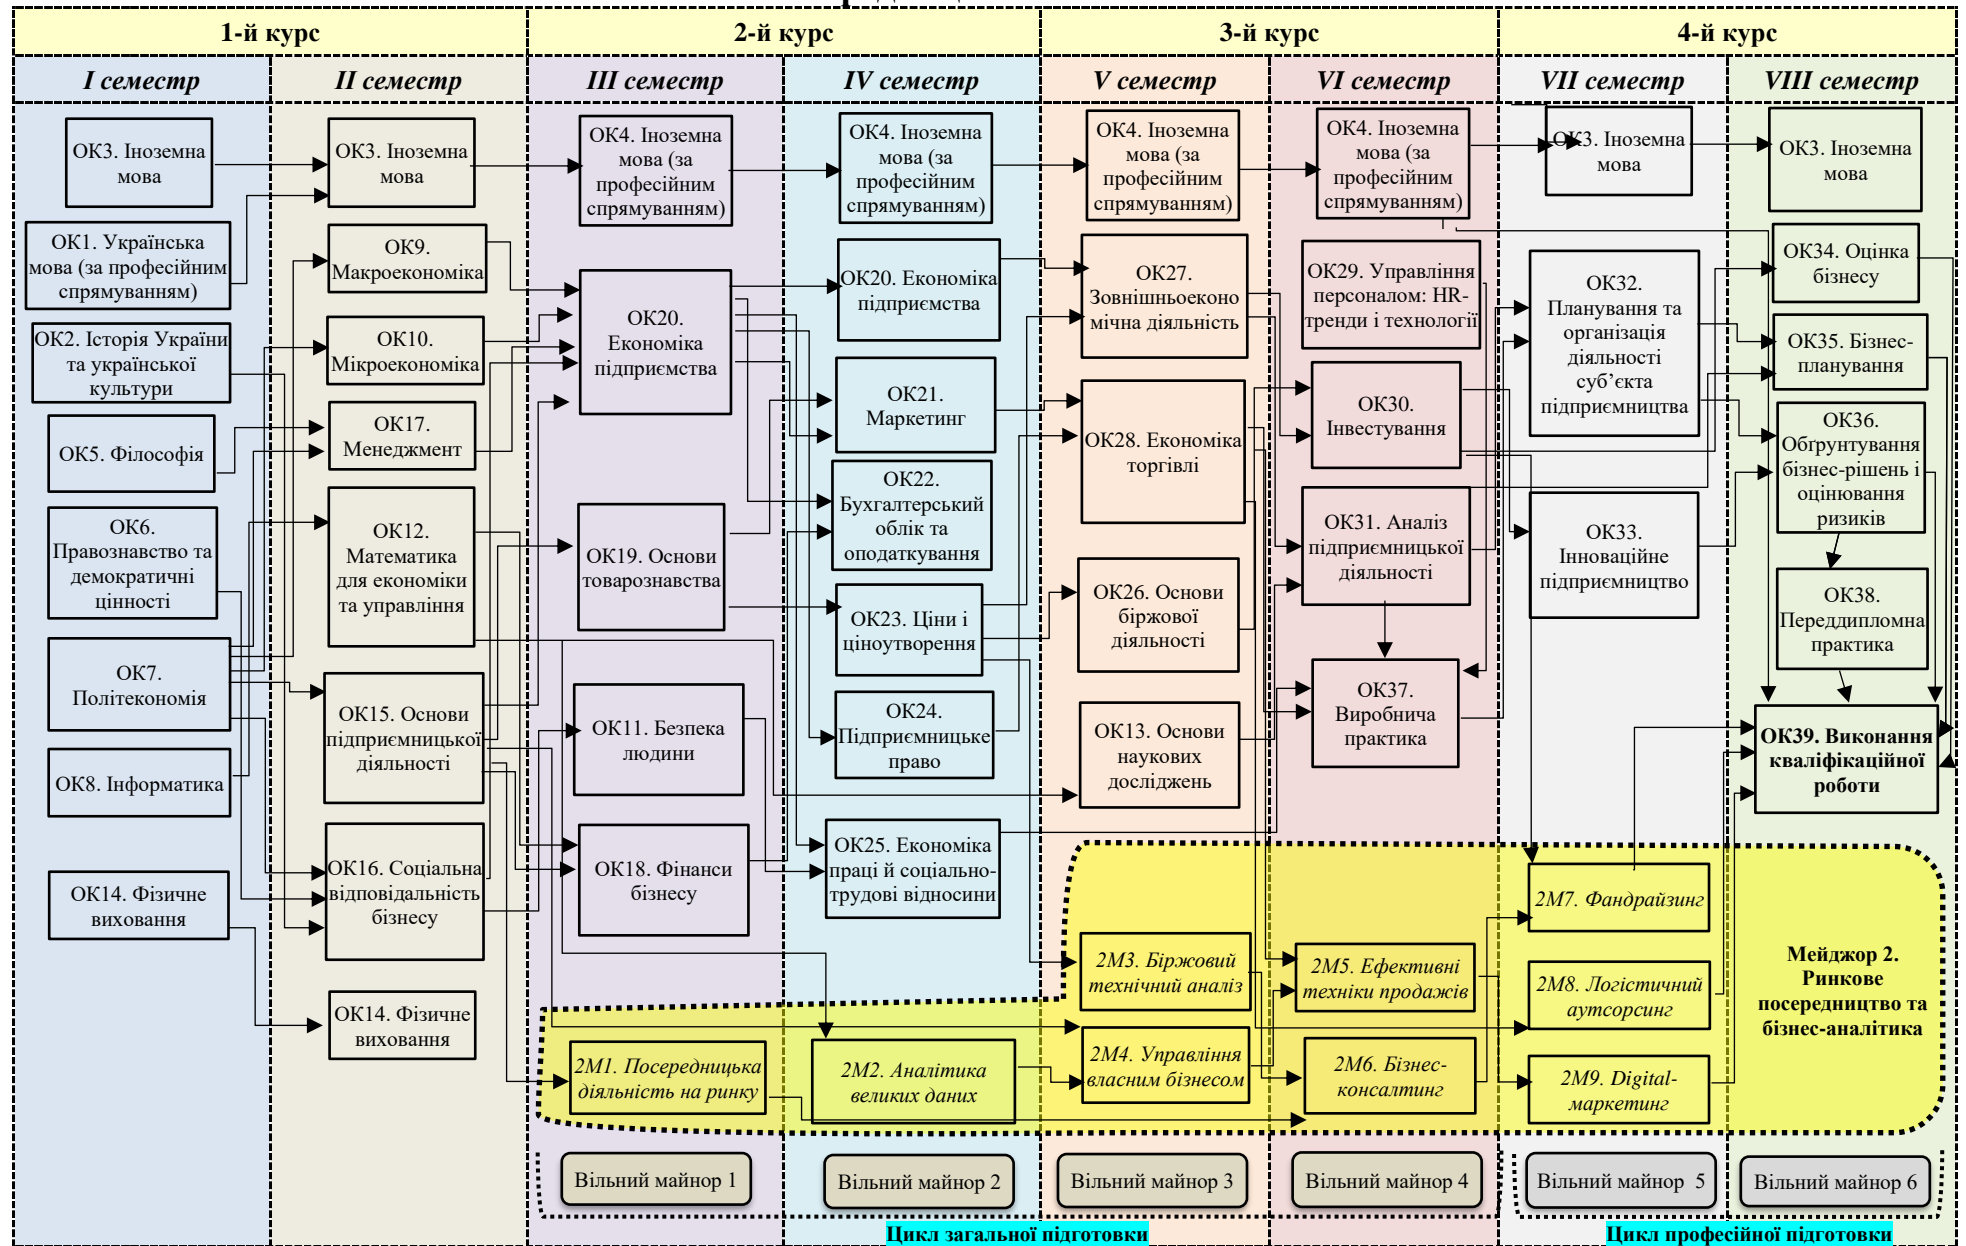 1-й курс
2-й курс
3-й курс
4-й курс
I семестр
II семестр
III семестр
IV семестр
V семестр
VI семестр
VII семестр
VIII семестр
ОК3. Іноземна
мова
ОК1. Українська
мова (за професійним
спрямуванням)
ОК2. Історія України
та української
культури
ОК5. Філософія
ОК6.
Правознавство та
демократичні
цінності
ОК7.
Політекономія
ОК8. Інформатика
ОК14. Фізичне
виховання
ОК3. Іноземна
мова
ОК9.
Макроекономіка
ОК10.
Мікроекономіка
ОК17.
Менеджмент
ОК12.
Математика
для економіки
та управління
ОК15. Основи
підприємницької
діяльності
ОК16. Соціальна
відповідальність
бізнесу
ОК14. Фізичне
виховання
ОК4. Іноземна
мова (за
професійним
спрямуванням)
ОК20.
Економіка
підприємства
ОК19. Основи
товарознавства
ОК11. Безпека
людини
ОК18. Фінанси
бізнесу
2М1. Посередницька
діяльність на ринку
ОК4. Іноземна
мова (за
професійним
спрямуванням)
ОК20. Економіка
підприємства
ОК21.
Маркетинг
ОК22.
Бухгалтерський
облік та
оподаткування
ОК23. Ціни і
ціноутворення
ОК24.
Підприємницьке
право
ОК25. Економіка
праці й соціально-
трудові відносини
2М2. Аналітика
великих даних
ОК4. Іноземна
мова (за
професійним
спрямуванням)
ОК27.
Зовнішньоеконо
мічна діяльність
ОК28. Економіка
торгівлі
ОК26. Основи
біржової
діяльності
ОК13. Основи
наукових
досліджень
2М3. Біржовий
технічний аналіз
2М4. Управління
власним бізнесом
ОК4. Іноземна
мова (за
професійним
спрямуванням)
ОК29. Управління
персоналом: HR-
тренди і технології
ОК30.
Інвестування
ОК31. Аналіз
підприємницької
діяльності
ОК37.
Виробнича
практика
2М5. Ефективні
техніки продажів
2М6. Бізнес-
консалтинг
ОК3. Іноземна
мова
ОК32.
Планування та
організація
діяльності
суб’єкта
підприємництва
ОК33.
Інноваційне
підприємництво
2М7. Фандрайзинг
2М8. Логістичний
аутсорсинг
2М9. Digital-
маркетинг
ОК3. Іноземна
мова
ОК34. Оцінка
бізнесу
ОК35. Бізнес-
планування
ОК36.
Обґрунтування
бізнес-рішень і
оцінювання
ризиків
ОК38.
Переддипломна
практика
ОК39. Виконання
кваліфікаційної
роботи
Мейджор 2.
Ринкове
посередництво та
бізнес-аналітика
Вільний майнор 1
Вільний майнор 2
Вільний майнор 3
Вільний майнор 4
Вільний майнор 5
Вільний майнор 6
Цикл загальної підготовки
Цикл професійної підготовки